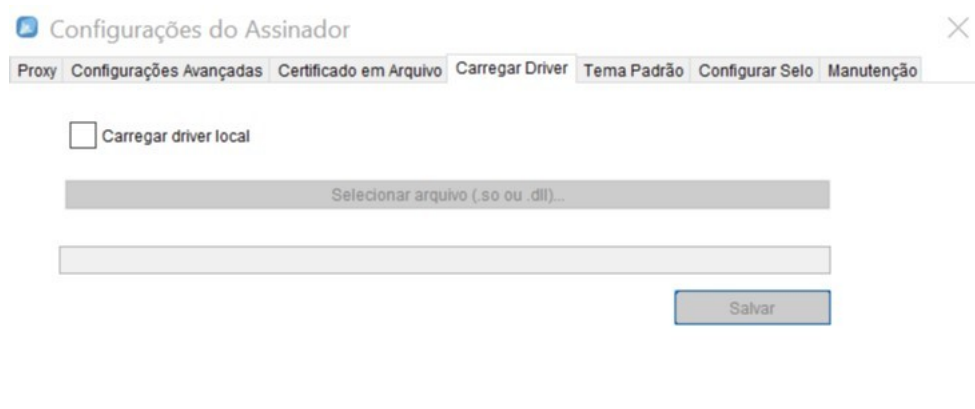 Configurações do Assinador
Proxy Configurações Avançadas Certificado em Arquivo Carregar Driver Tema Padrão Configurar Selo Manutenção
Carregar driver local
Selecionar arquivo (.so ou .dll)...
Salvar